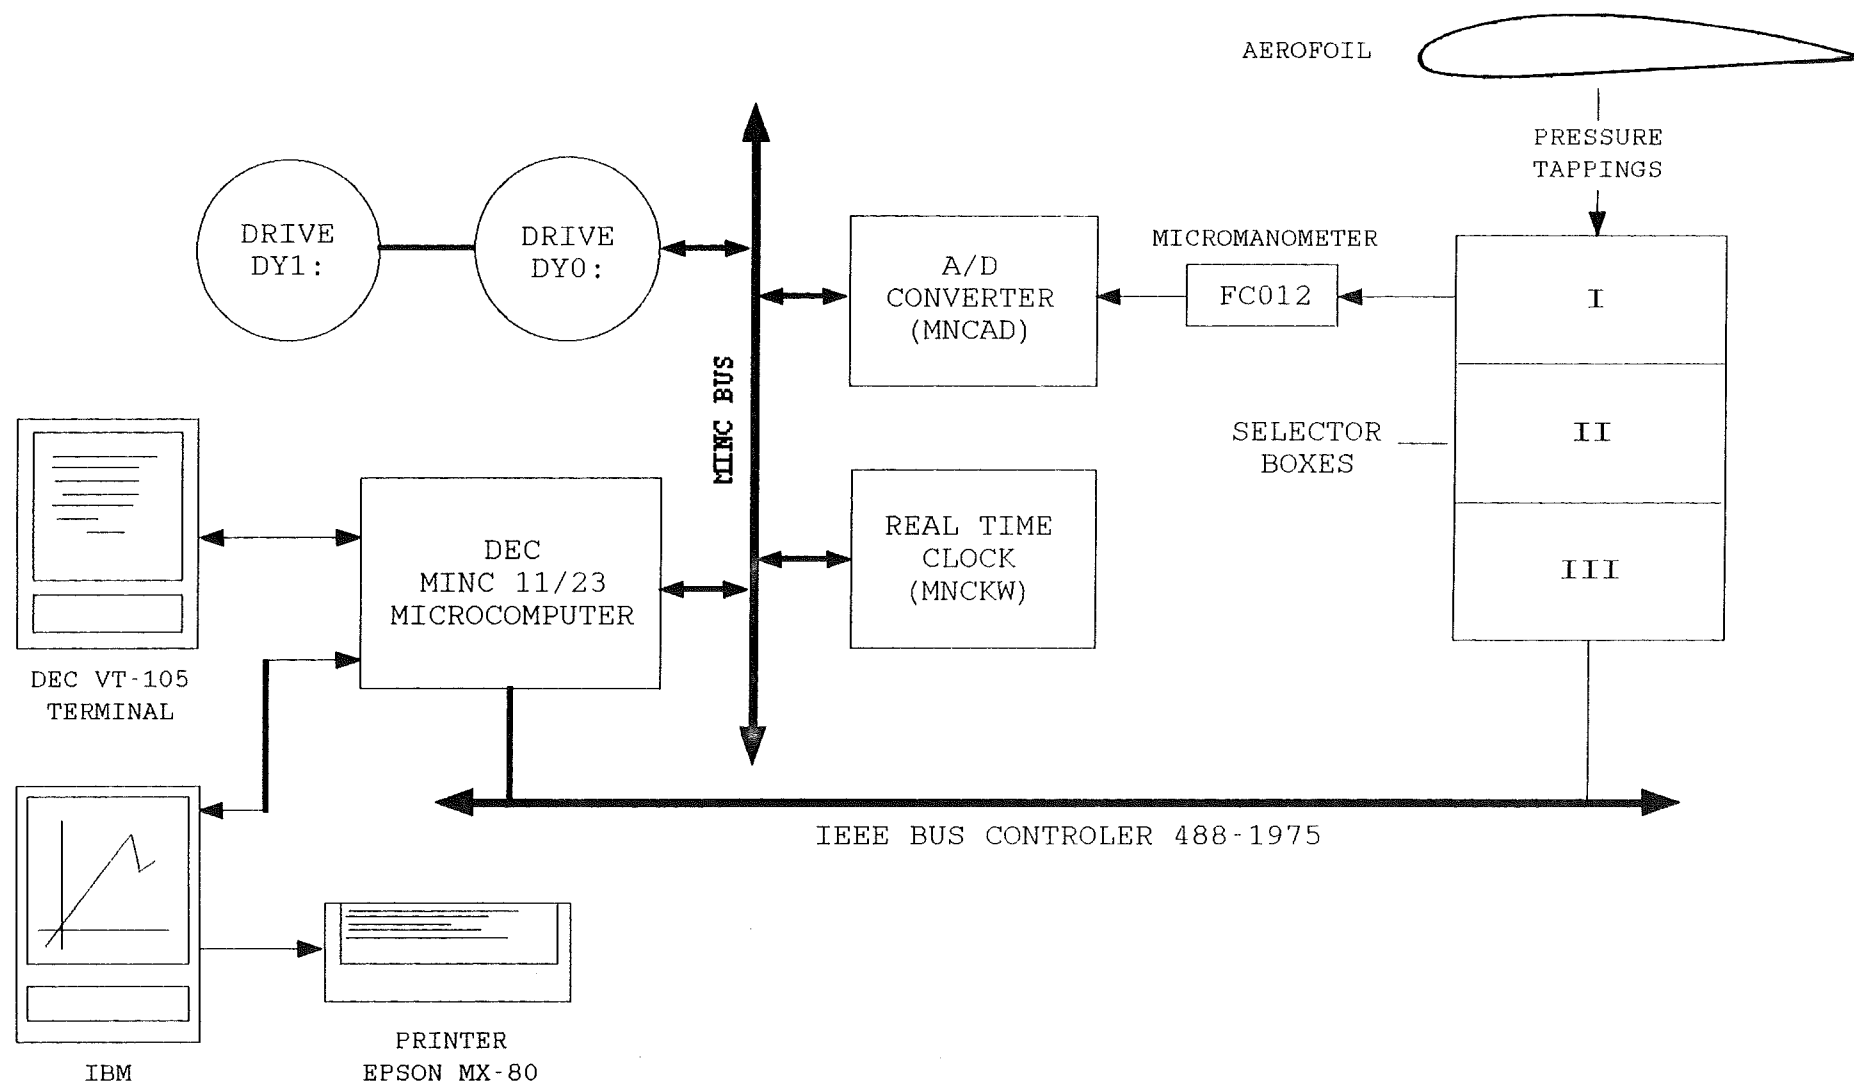 AEROFOIL
PRESSURE
TAPPINGS
DRIVE
DY1:
DRIVE
DY0:
MICROMANOMETER
A/D
CONVERTER
(MNCAD)
FC012
I
MINC BUS
SELECTOR
BOXES
II
REAL TIME
CLOCK
(MNCKW)
III
DEC
MINC 11/23
MICROCOMPUTER
DEC VT-105
TERMINAL
IEEE BUS CONTROLER 488-1975
PRINTER
EPSON MX-80
IBM